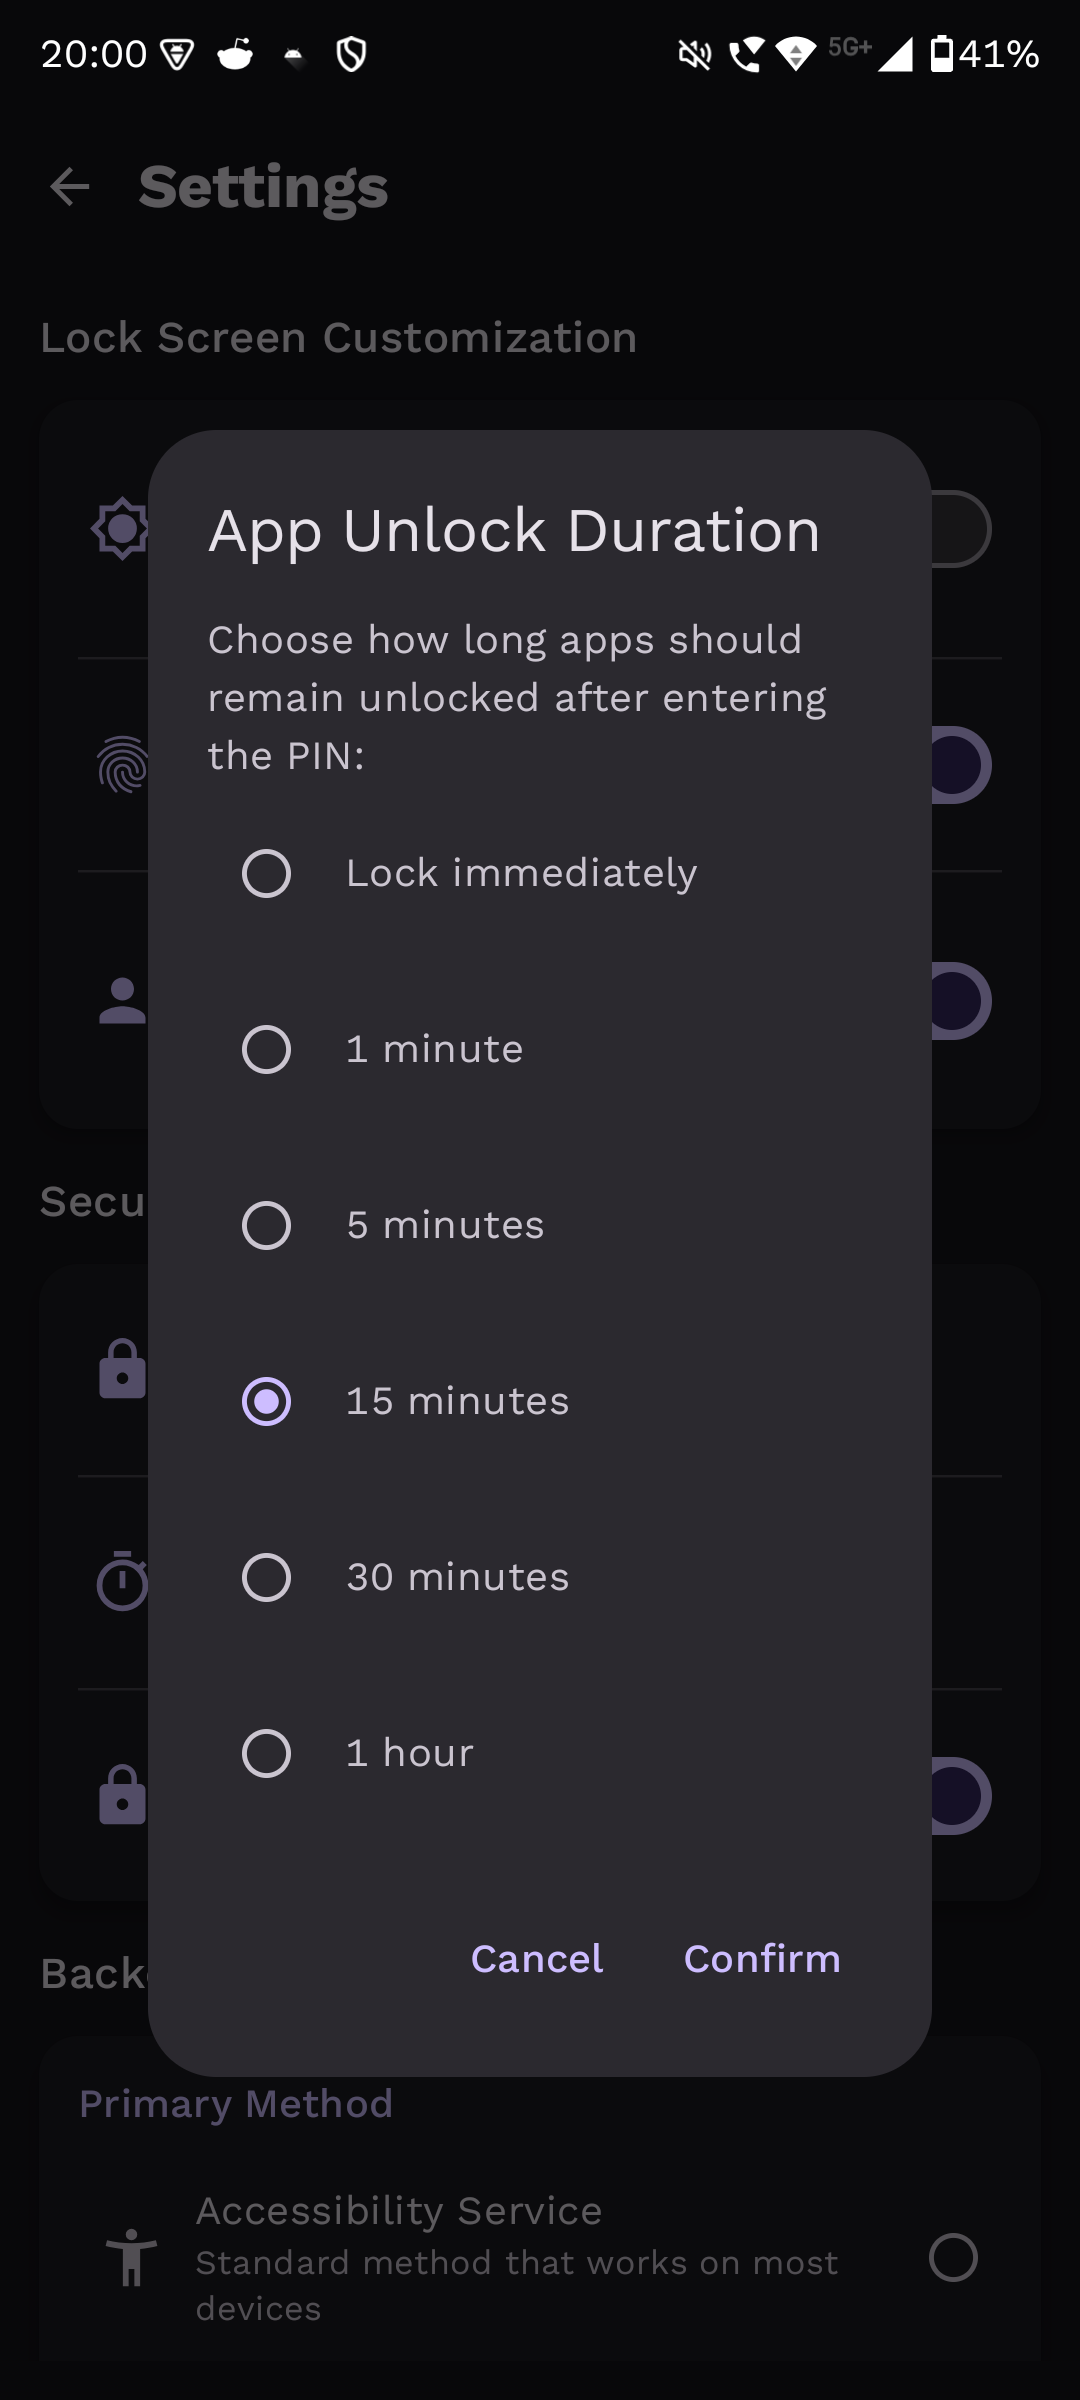 20:00
5G+
41%
Settings
Lock Screen Customization
App Unlock Duration
Choose how long apps should
remain unlocked after entering
the PIN:
Lock immediately
1 minute
Secu
5 minutes
15 minutes
30 minutes
1 hour
Cancel
Confirm
Back
Primary Method
Accessibility Service
Standard method that works on most
devices